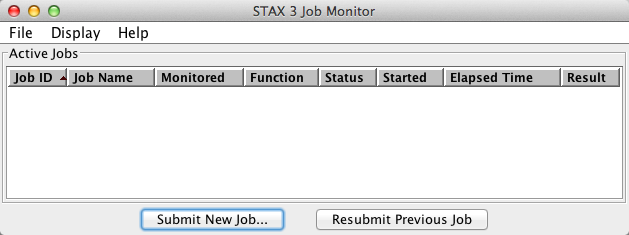 STAX 3 Job Monitor
File Display Help
Active Jobs
Job ID Job Name Monitored Function Status Started Elapsed Time Result
Submit New Job... Resubmit Previous Job